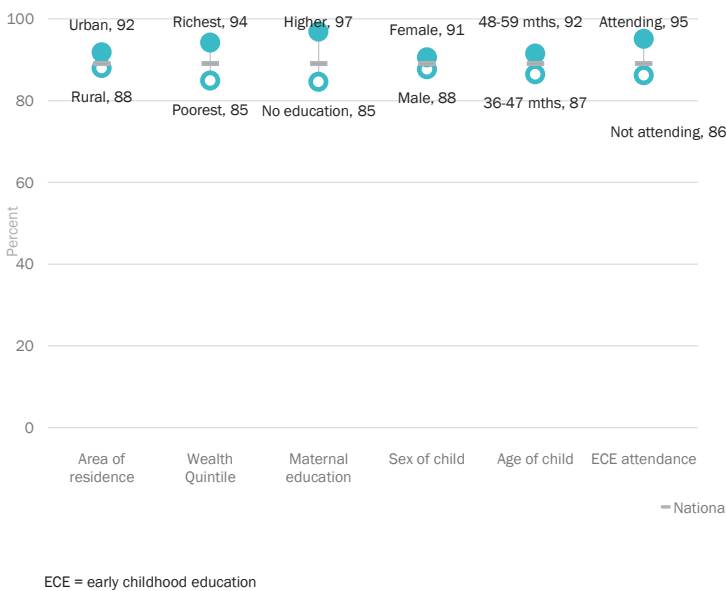 100
80
60
40
20
0
Percent
Urban, 92
Rural, 88
Richest, 94
Poorest, 85
Higher, 97
No education, 85
Female, 91
Male, 88
48-59 mths, 92
36-47 mths, 87
Attending, 95
Not attending, 86
Area of
residence
Wealth
Quintile
Maternal
education
Sex of child
Age of child
ECE attendance
Nationa
ECE = early childhood education